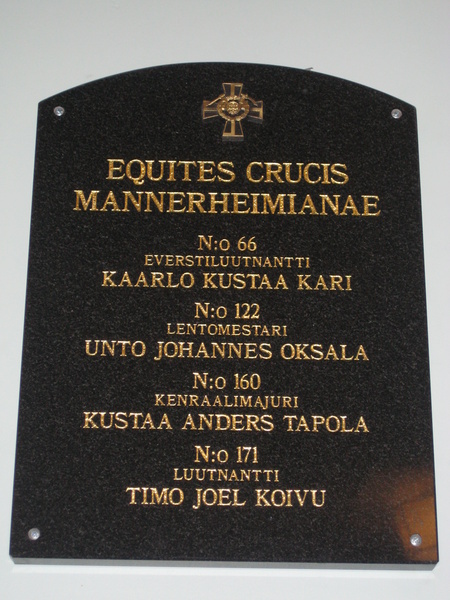 EQUITES CRUCIS
MANNERHEIMIANAE
N:o 66
EVERSTILUUTNANTTI
KAARLO KUSTAA KARI
N:o 122
LENTOMESTARI
UNTO JOHANNES OKSALA
N:o 160
KENRAALIMAJURI
KUSTAA ANDERS TAPOLA
N:o 171
LUUTNANTTI
TIMO JOEL KOIVU